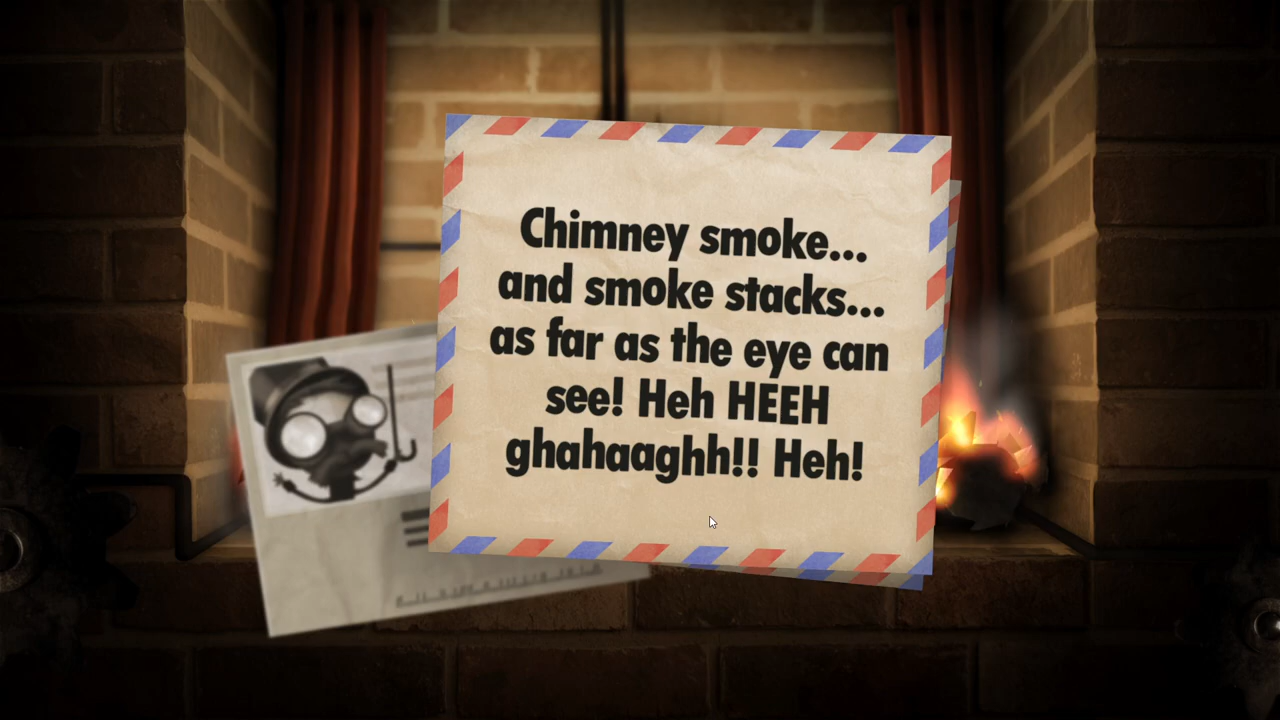 Chimney smoke...
and smoke stacks...
as far as the eye can
see! Heh HEEH
ghahaaghh!! Heh!